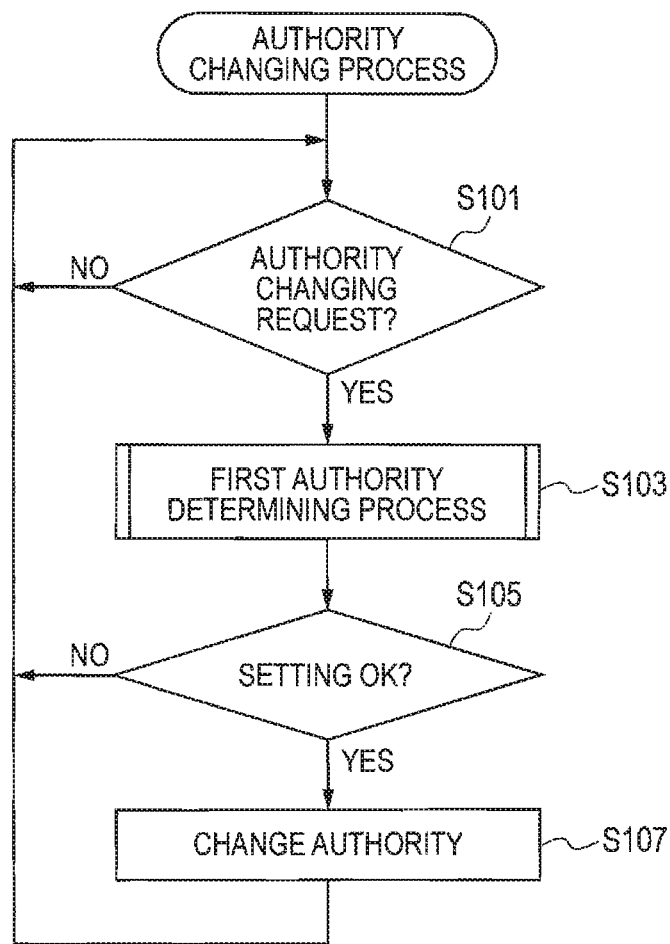 AUTHORITY
CHANGING PROCESS
S101
NO
AUTHORITY
CHANGING
REQUEST?
YES
FIRST AUTHORITY
DETERMINING PROCESS
S103
S105
NO
SETTING OK?
YES
CHANGE AUTHORITY
S107